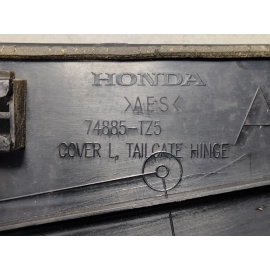 HONDA
>AES<
74885-TZ5
COVER L, TAILGATE HINGE